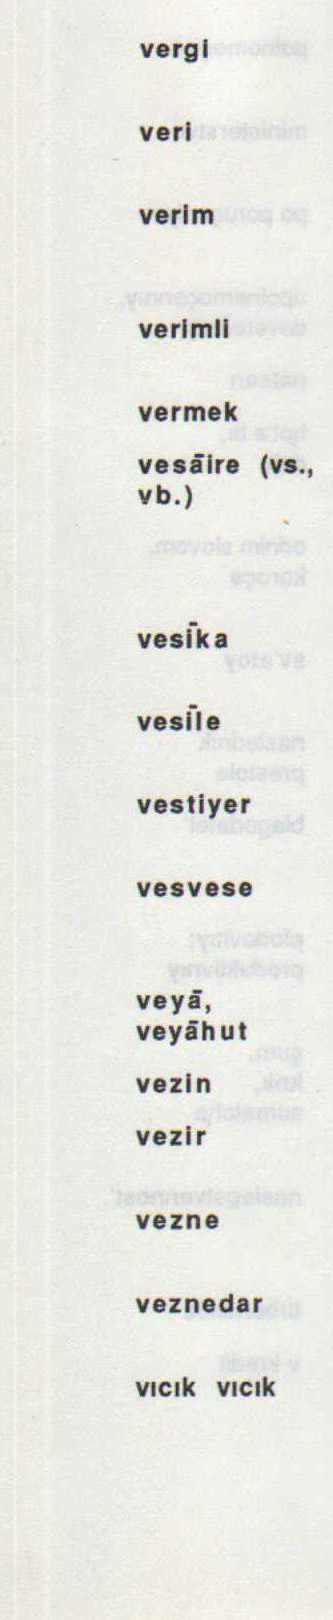 vergi
veri
verim
verimli
vermek
vesāire (vs.,
vb.)
vesīka
vesīle
vestiyer
vesvese
veyā,
veyāhut
vezin
vezir
vezne
veznedar
vıcık vıcık